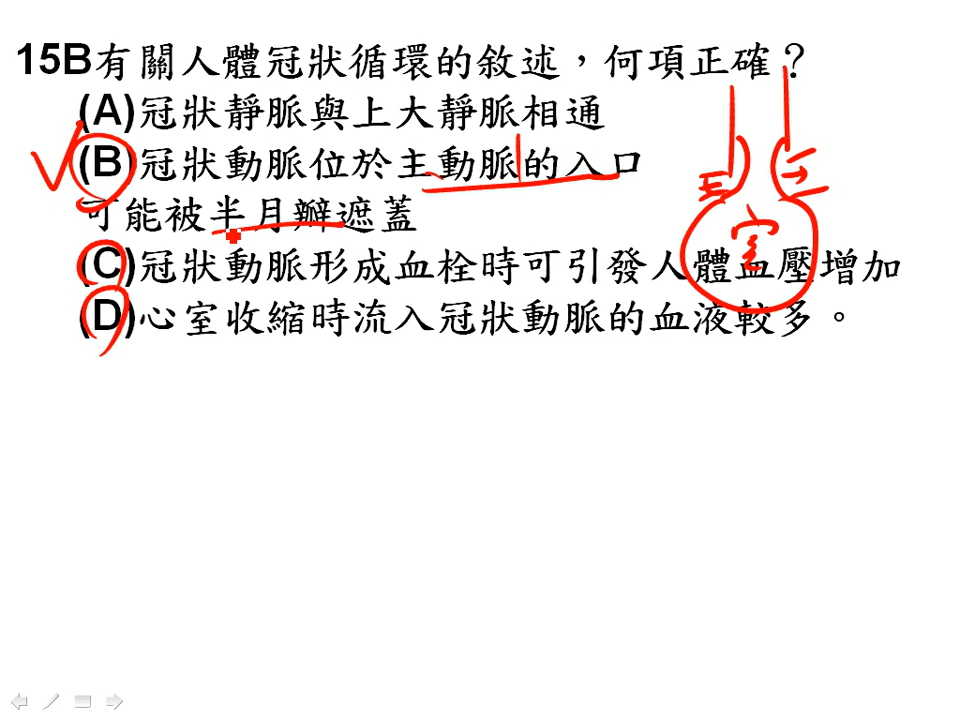 15B有關人體冠狀循環的敘述，何項正確？
(A)冠狀靜脈與上大靜脈相通
(B)冠狀動脈位於主動脈的入口
可能被半月瓣遮蓋
(C)冠狀動脈形成血栓時可引發人體血壓增加
(D)心室收縮時流入冠狀動脈的血液較多。
室